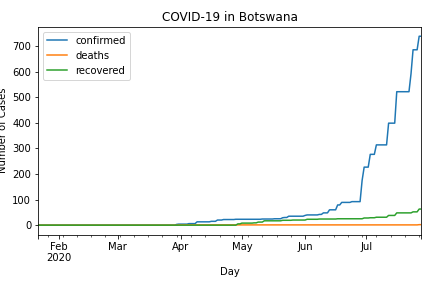 COVID-19 in Botswana
confirmed
deaths
recovered
700
600
500
400
300
200
100
0
Number of Cases
Feb Mar Apr May Jun Jul
2020
Day